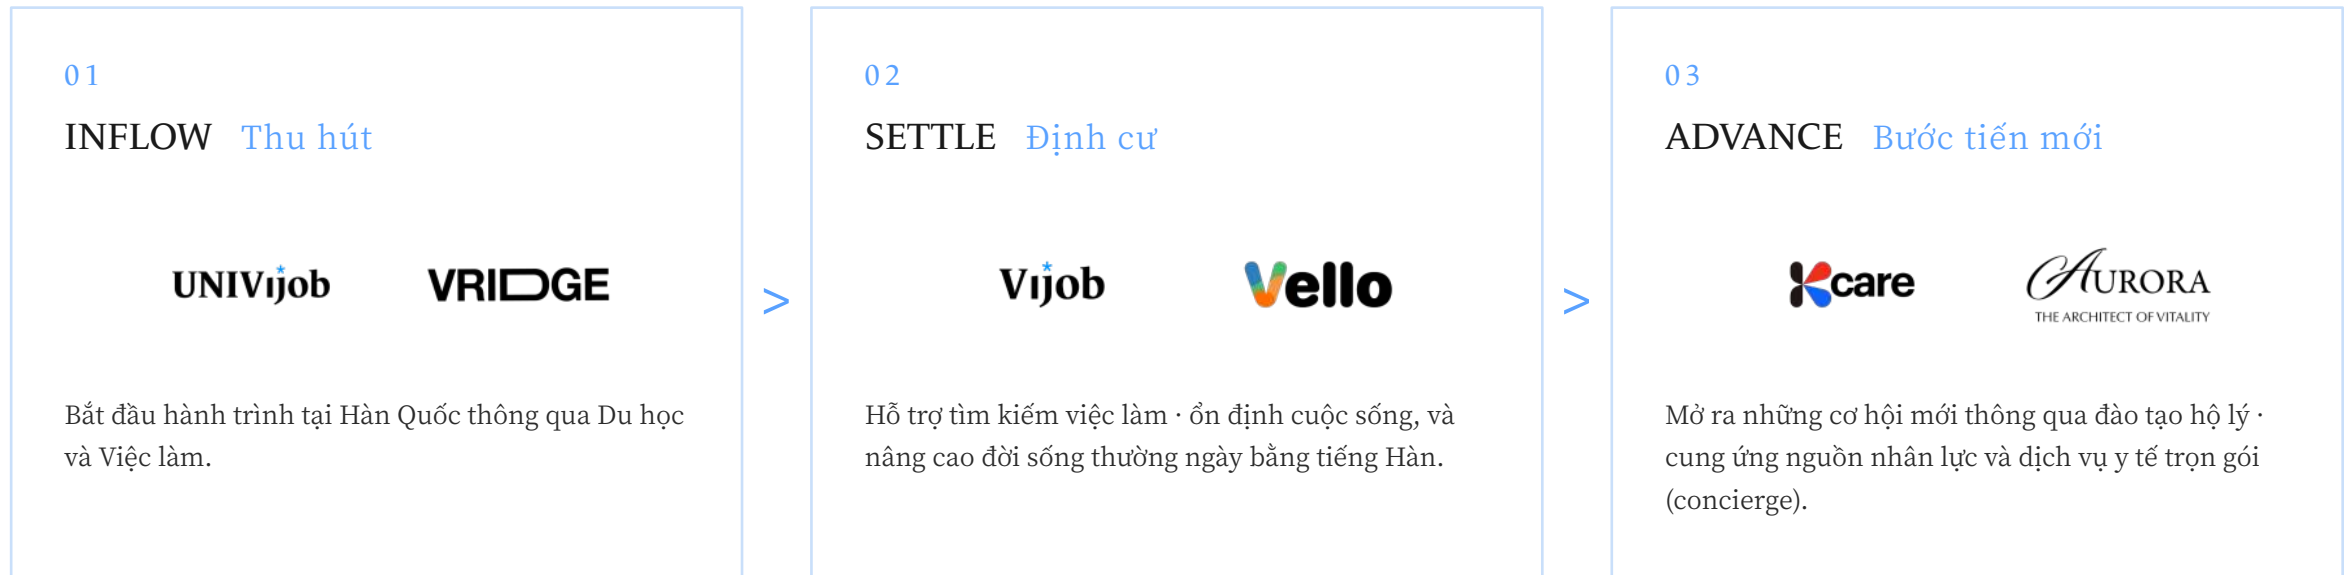 01
INFLOW Thu hút
UNIVijob VRIDGE
Bắt đầu hành trình tại Hàn Quốc thông qua Du học
và Việc làm.
>
02
SETTLE Định cư
Vijob Vello
Hỗ trợ tìm kiếm việc làm · ổn định cuộc sống, và
nâng cao đời sống thường ngày bằng tiếng Hàn.
>
03
ADVANCE Bước tiến mới
Kcare AURORA
THE ARCHITECT OF VITALITY
Mở ra những cơ hội mới thông qua đào tạo hộ lý ·
cung ứng nguồn nhân lực và dịch vụ y tế trọn gói
(concierge).